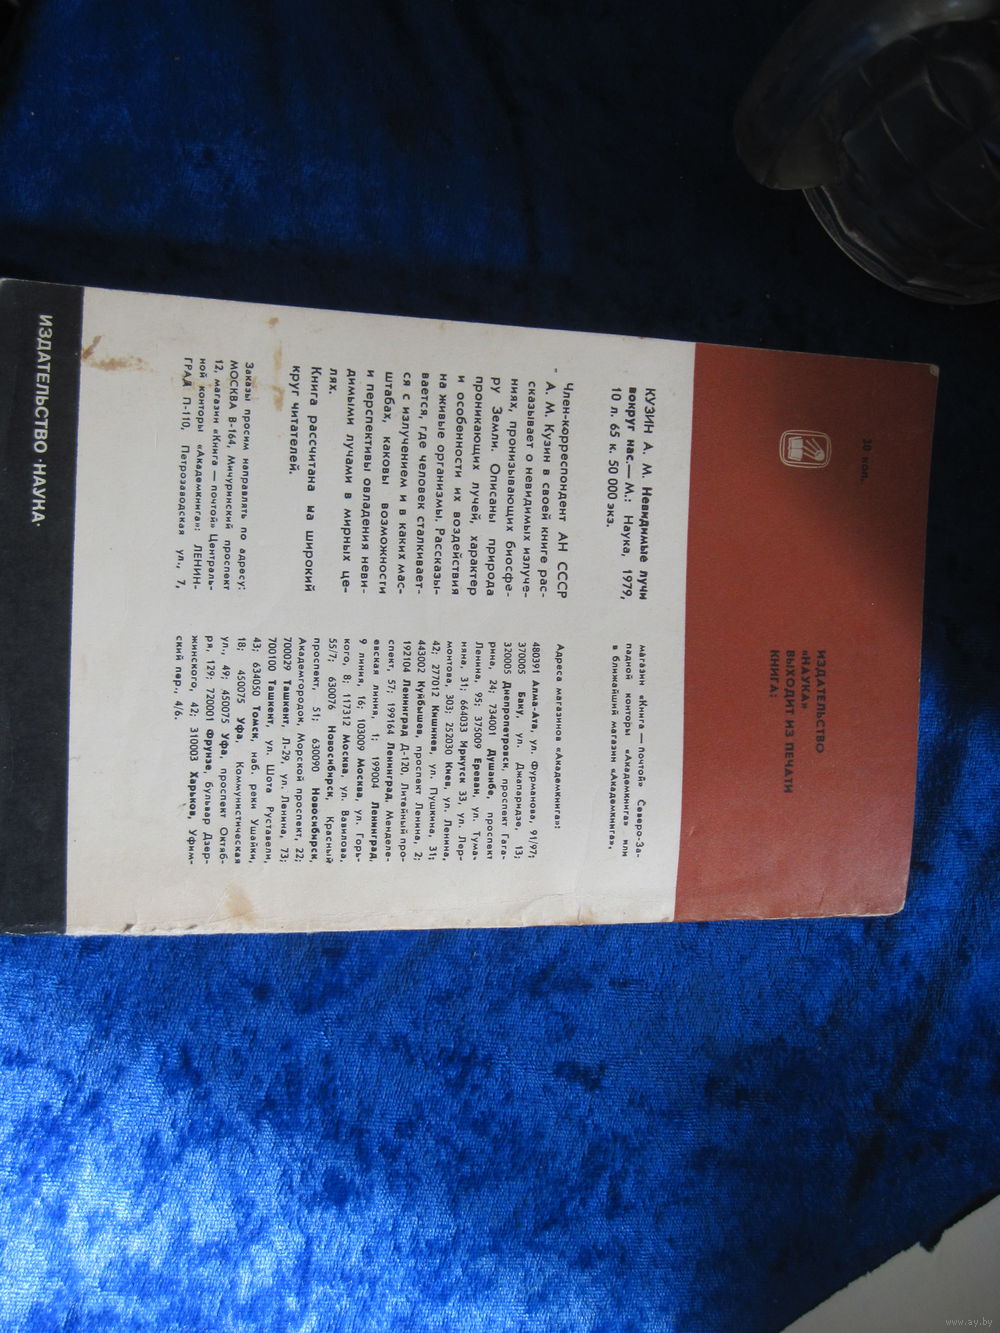 30 коп.
ИЗДАТЕЛЬСТВО
«НАУКА»
ВЫХОДИТ ИЗ ПЕЧАТИ
КНИГА:
КУЗИН А. М. Невидимые лучи
вокруг нас.— М.: Наука, 1979,
10 л. 65 к. 50 000 экз.
Член-корреспондент АН СССР
А. М. Кузин в своей книге рас-
сказывает о невидимых излуче-
ниях, пронизывающих биосфе-
ру Земли. Описаны природа
проникающих лучей, характер
и особенности их воздействия
на живые организмы. Рассказы-
вается, где человек сталкивает-
ся с излучением и в каких мас-
штабах, каковы возможности
и перспективы овладения неви-
димыми лучами в мирных це-
лях.
Книга рассчитана на широкий
круг читателей.
Заказы просим направлять по адресу:
МОСКВА В-164, Мичуринский проспект
12, магазин «Книга — почтой» Централь-
ной конторы «Академкнига»; ЛЕНИН-
ГРАД П-110, Петрозаводская ул., 7,
магазин «Книга — почтой» Северо-За-
падной конторы «Академкнига» или
в ближайший магазин «Академкнига».
Адреса магазинов «Академкнига»:
480391 Алма-Ата, ул. Фурманова, 91/97;
370005 Баку, ул. Джапаридзе, 13;
320005 Днепропетровск, проспект Гага-
рина, 24; 734001 Душанбе, проспект
Ленина, 95; 375009 Ереван, ул. Тума-
няна, 31; 664033 Иркутск 33, ул. Лер-
монтова, 303; 252030 Киев, ул. Ленина,
42; 277012 Кишинев, ул. Пушкина, 31;
443002 Куйбышев, проспект Ленина, 2;
192104 Ленинград Д-120, Литейный про-
спект, 57; 199164 Ленинград, Менделе-
евская линия, 1; 199004 Ленинград,
9 линия, 16; 103009 Москва, ул. Горь-
кого, 8; 117312 Москва, ул. Вавилова,
55/7; 630076 Новосибирск, Красный
проспект, 51; 630090 Новосибирск,
Академгородок, Морской проспект, 22;
700029 Ташкент, Л-29, ул. Ленина, 73;
700100 Ташкент, ул. Шота Руставели,
43; 634050 Томск, наб. реки Ушайки,
18; 450075 Уфа, Коммунистическая
ул., 49; 450075 Уфа, проспект Октяб-
ря, 129; 720001 Фрунзе, бульвар Дзер-
жинского, 42; 310003 Харьков, Уфим-
ский пер., 4/6.
ИЗДАТЕЛЬСТВО ·НАУКА·
www.ay.by